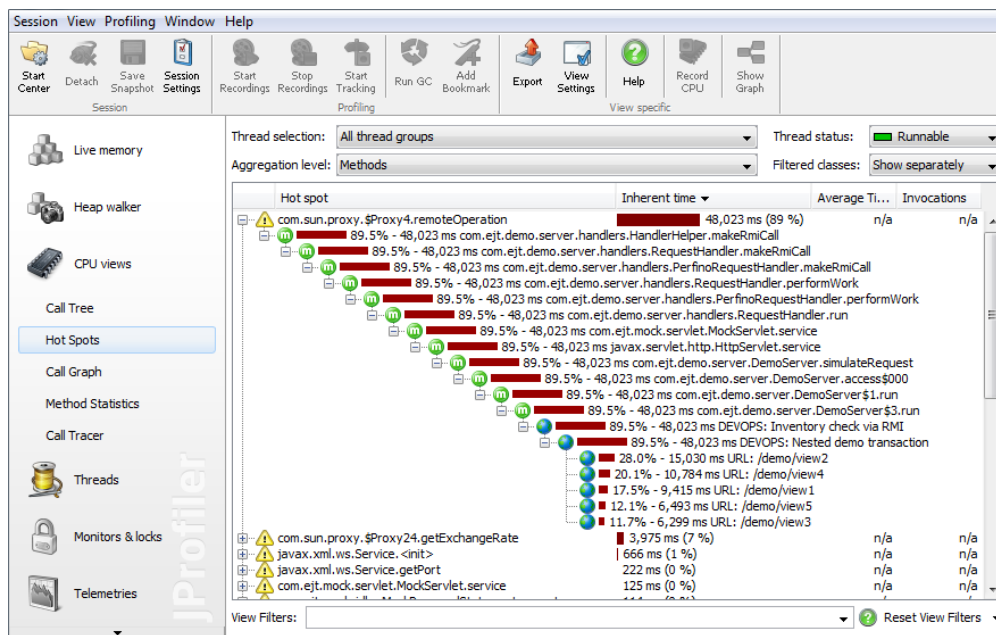 Session View Profiling Window Help
Start Center
Detach
Save Snapshot
Session Settings
Start Recordings
Stop Recordings
Start Tracking
Run GC
Add Bookmark
Export
View Settings
Help
Record CPU
Show Graph
Session
Profiling
View specific
Thread selection: All thread groups Thread status: Runnable
Aggregation level: Methods Filtered classes: Show separately
Live memory
Heap walker
CPU views
Call Tree
Hot Spots
Call Graph
Method Statistics
Call Tracer
Threads
Monitors & locks
Telemetries
JProfiler
Hot spot Inherent time Average Ti... Invocations
com.sun.proxy.$Proxy4.remoteOperation 48,023 ms (89 %) n/a n/a
89.5% - 48,023 ms com.ejt.demo.server.handlers.HandlerHelper.makeRmiCall
89.5% - 48,023 ms com.ejt.demo.server.handlers.RequestHandler.makeRmiCall
89.5% - 48,023 ms com.ejt.demo.server.handlers.PerfinoRequestHandler.makeRmiCall
89.5% - 48,023 ms com.ejt.demo.server.handlers.RequestHandler.performWork
89.5% - 48,023 ms com.ejt.demo.server.handlers.PerfinoRequestHandler.performWork
89.5% - 48,023 ms com.ejt.demo.server.handlers.RequestHandler.run
89.5% - 48,023 ms com.ejt.mock.servlet.MockServlet.service
89.5% - 48,023 ms javax.servlet.http.HttpServlet.service
89.5% - 48,023 ms com.ejt.demo.server.DemoServer.simulateRequest
89.5% - 48,023 ms com.ejt.demo.server.DemoServer.access$000
89.5% - 48,023 ms com.ejt.demo.server.DemoServer$1.run
89.5% - 48,023 ms com.ejt.demo.server.DemoServer$3.run
89.5% - 48,023 ms DEVOPS: Inventory check via RMI
89.5% - 48,023 ms DEVOPS: Nested demo transaction
28.0% - 15,030 ms URL: /demo/view2
20.1% - 10,784 ms URL: /demo/view4
17.5% - 9,415 ms URL: /demo/view1
12.1% - 6,493 ms URL: /demo/view5
11.7% - 6,299 ms URL: /demo/view3
com.sun.proxy.$Proxy24.getExchangeRate 3,975 ms (7 %) n/a n/a
javax.xml.ws.Service.<init> 666 ms (1 %) n/a n/a
javax.xml.ws.Service.getPort 222 ms (0 %) n/a n/a
com.ejt.mock.servlet.MockServlet.service 125 ms (0 %) n/a n/a
View Filters: Reset View Filters